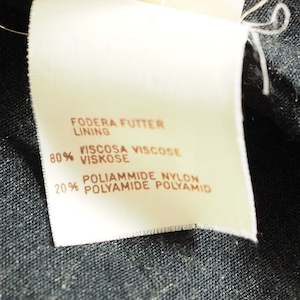 FODERA FUTTER
LINING
80% VISCOSA VISCOSE
VISKOSE
POLIAMMIDE NYLON
20% POLYAMIDE POLYAMID